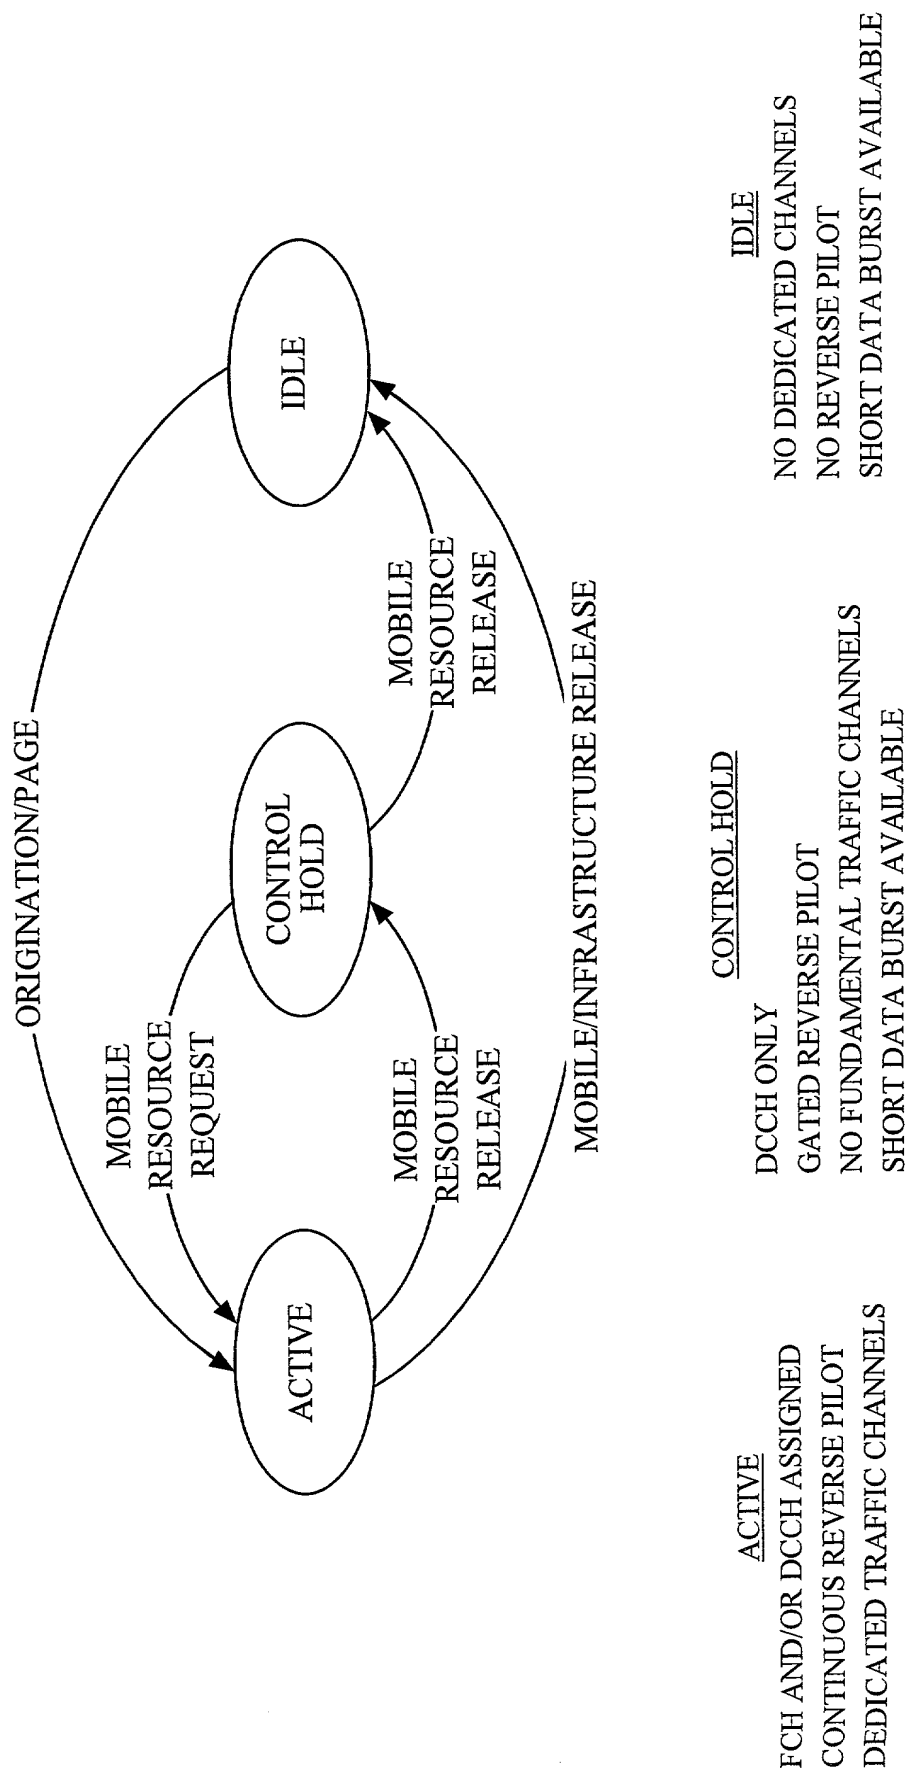 ORIGINATION/PAGE
MOBILE
RESOURCE
REQUEST
ACTIVE
CONTROL
HOLD
IDLE
MOBILE
RESOURCE
RELEASE
MOBILE
RESOURCE
RELEASE
MOBILE/INFRASTRUCTURE RELEASE
ACTIVE
FCH AND/OR DCCH ASSIGNED
CONTINUOUS REVERSE PILOT
DEDICATED TRAFFIC CHANNELS
CONTROL HOLD
DCCH ONLY
GATED REVERSE PILOT
NO FUNDAMENTAL TRAFFIC CHANNELS
SHORT DATA BURST AVAILABLE
IDLE
NO DEDICATED CHANNELS
NO REVERSE PILOT
SHORT DATA BURST AVAILABLE